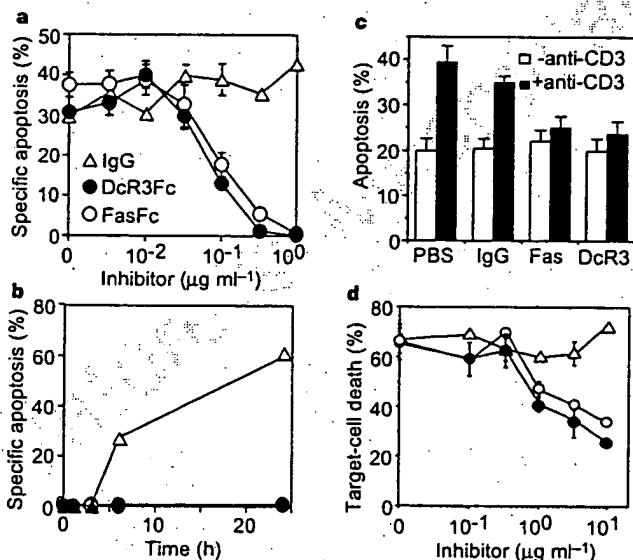 a
Specific apoptosis (%)
50
40
30
20
10
0
IgG
DcR3Fc
FasFc
0 10⁻² 10⁻¹ 10⁰
Inhibitor (μg ml⁻¹)
b
Specific apoptosis (%)
80
60
40
20
0
0 10 20
Time (h)
c
Apoptosis (%)
-anti-CD3
+anti-CD3
40
30
20
10
0
PBS IgG Fas DcR3
d
Target-cell death (%)
80
60
40
20
0
0 10⁻¹ 10⁰ 10¹
Inhibitor (μg ml⁻¹)